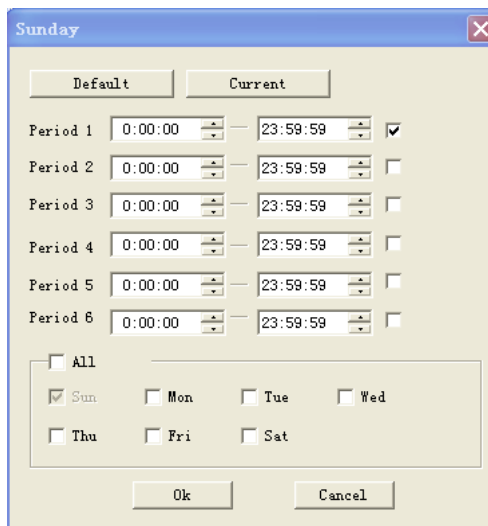 Sunday
Default Current
Period 1 0:00:00 — 23:59:59
Period 2 0:00:00 — 23:59:59
Period 3 0:00:00 — 23:59:59
Period 4 0:00:00 — 23:59:59
Period 5 0:00:00 — 23:59:59
Period 6 0:00:00 — 23:59:59
All
Sun Mon Tue Wed
Thu Fri Sat
Ok Cancel